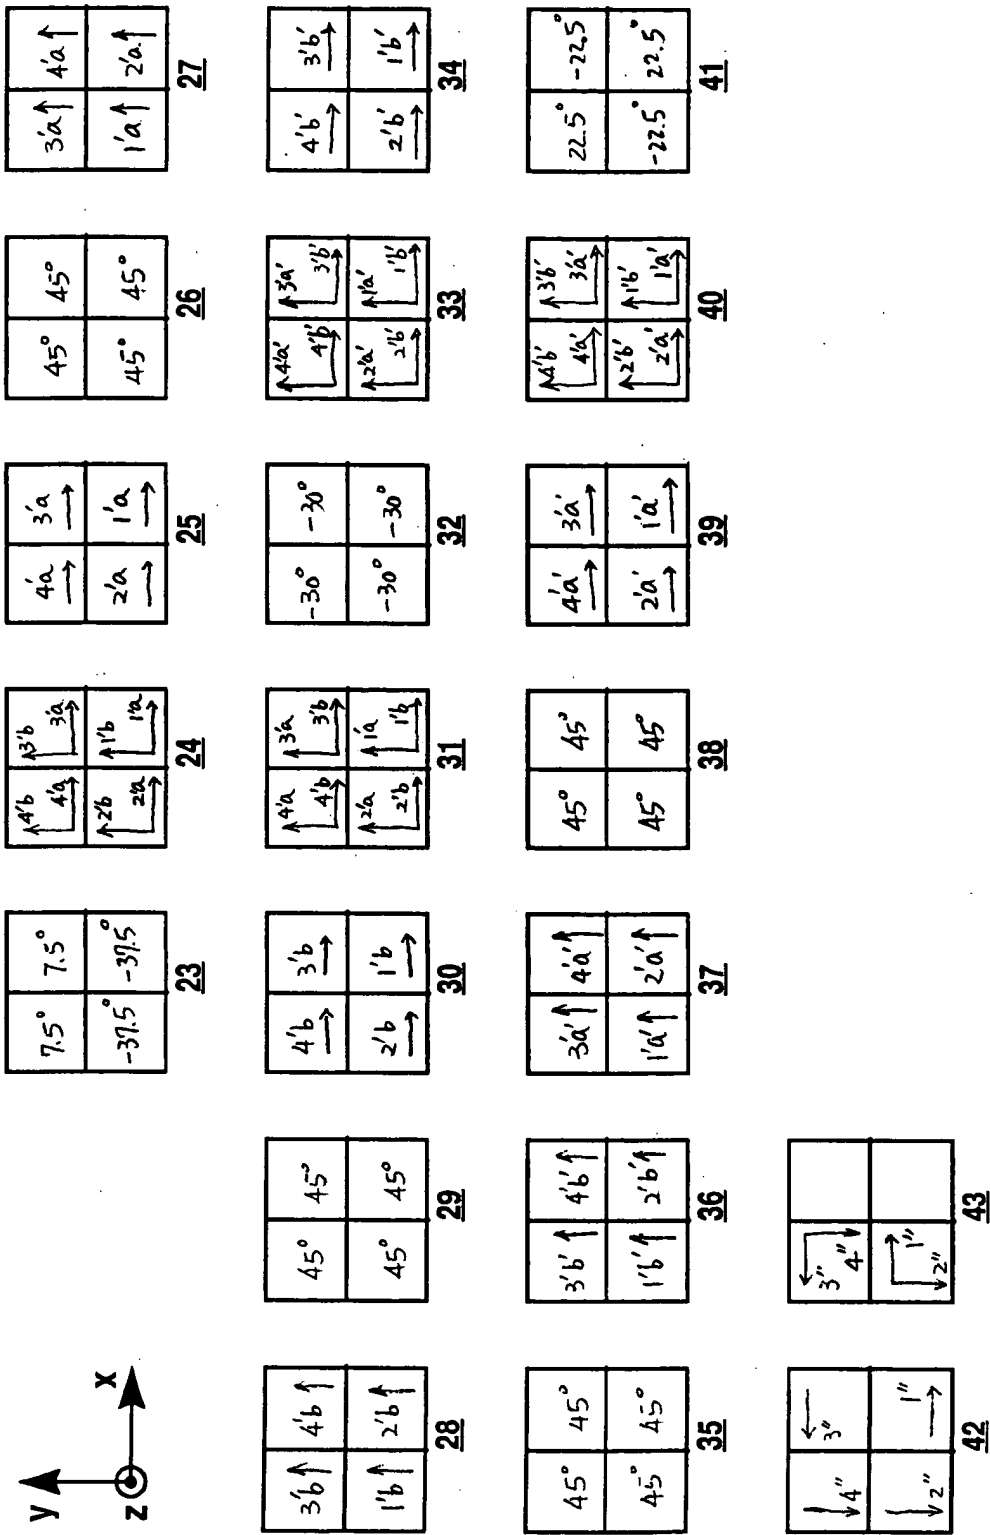 y
z x
7.5° 7.5°
-37.5° -37.5°
23
4'b 3'b
4'a 3'a
2'b 1'b
2'a 1'a
24
4'a 3'a
2'a 1'a
25
45° 45°
45° 45°
26
3'a 4'a
1'a 2'a
27
3'b 4'b
1'b 2'b
28
45° 45°
45° 45°
29
4'b 3'b
2'b 1'b
30
4'a 3'a
4'b 3'b
2'a 1'a
2'b 1'b
31
-30° -30°
-30° -30°
32
4'a' 3'a'
4'b' 3'b'
2'a' 1'a'
2'b' 1'b'
33
4'b' 3'b'
2'b' 1'b'
34
45° 45°
45° 45°
35
3'b' 4'b'
1'b' 2'b'
36
3'a' 4'a'
1'a' 2'a'
37
45° 45°
45° 45°
38
4'a' 3'a'
2'a' 1'a'
39
4'b' 3'b'
4'a' 3'a'
2'b' 1'b'
2'a' 1'a'
40
22.5° -22.5°
-22.5° 22.5°
41
4" 3"
2" 1"
42
3" 4"
1"
2"
43